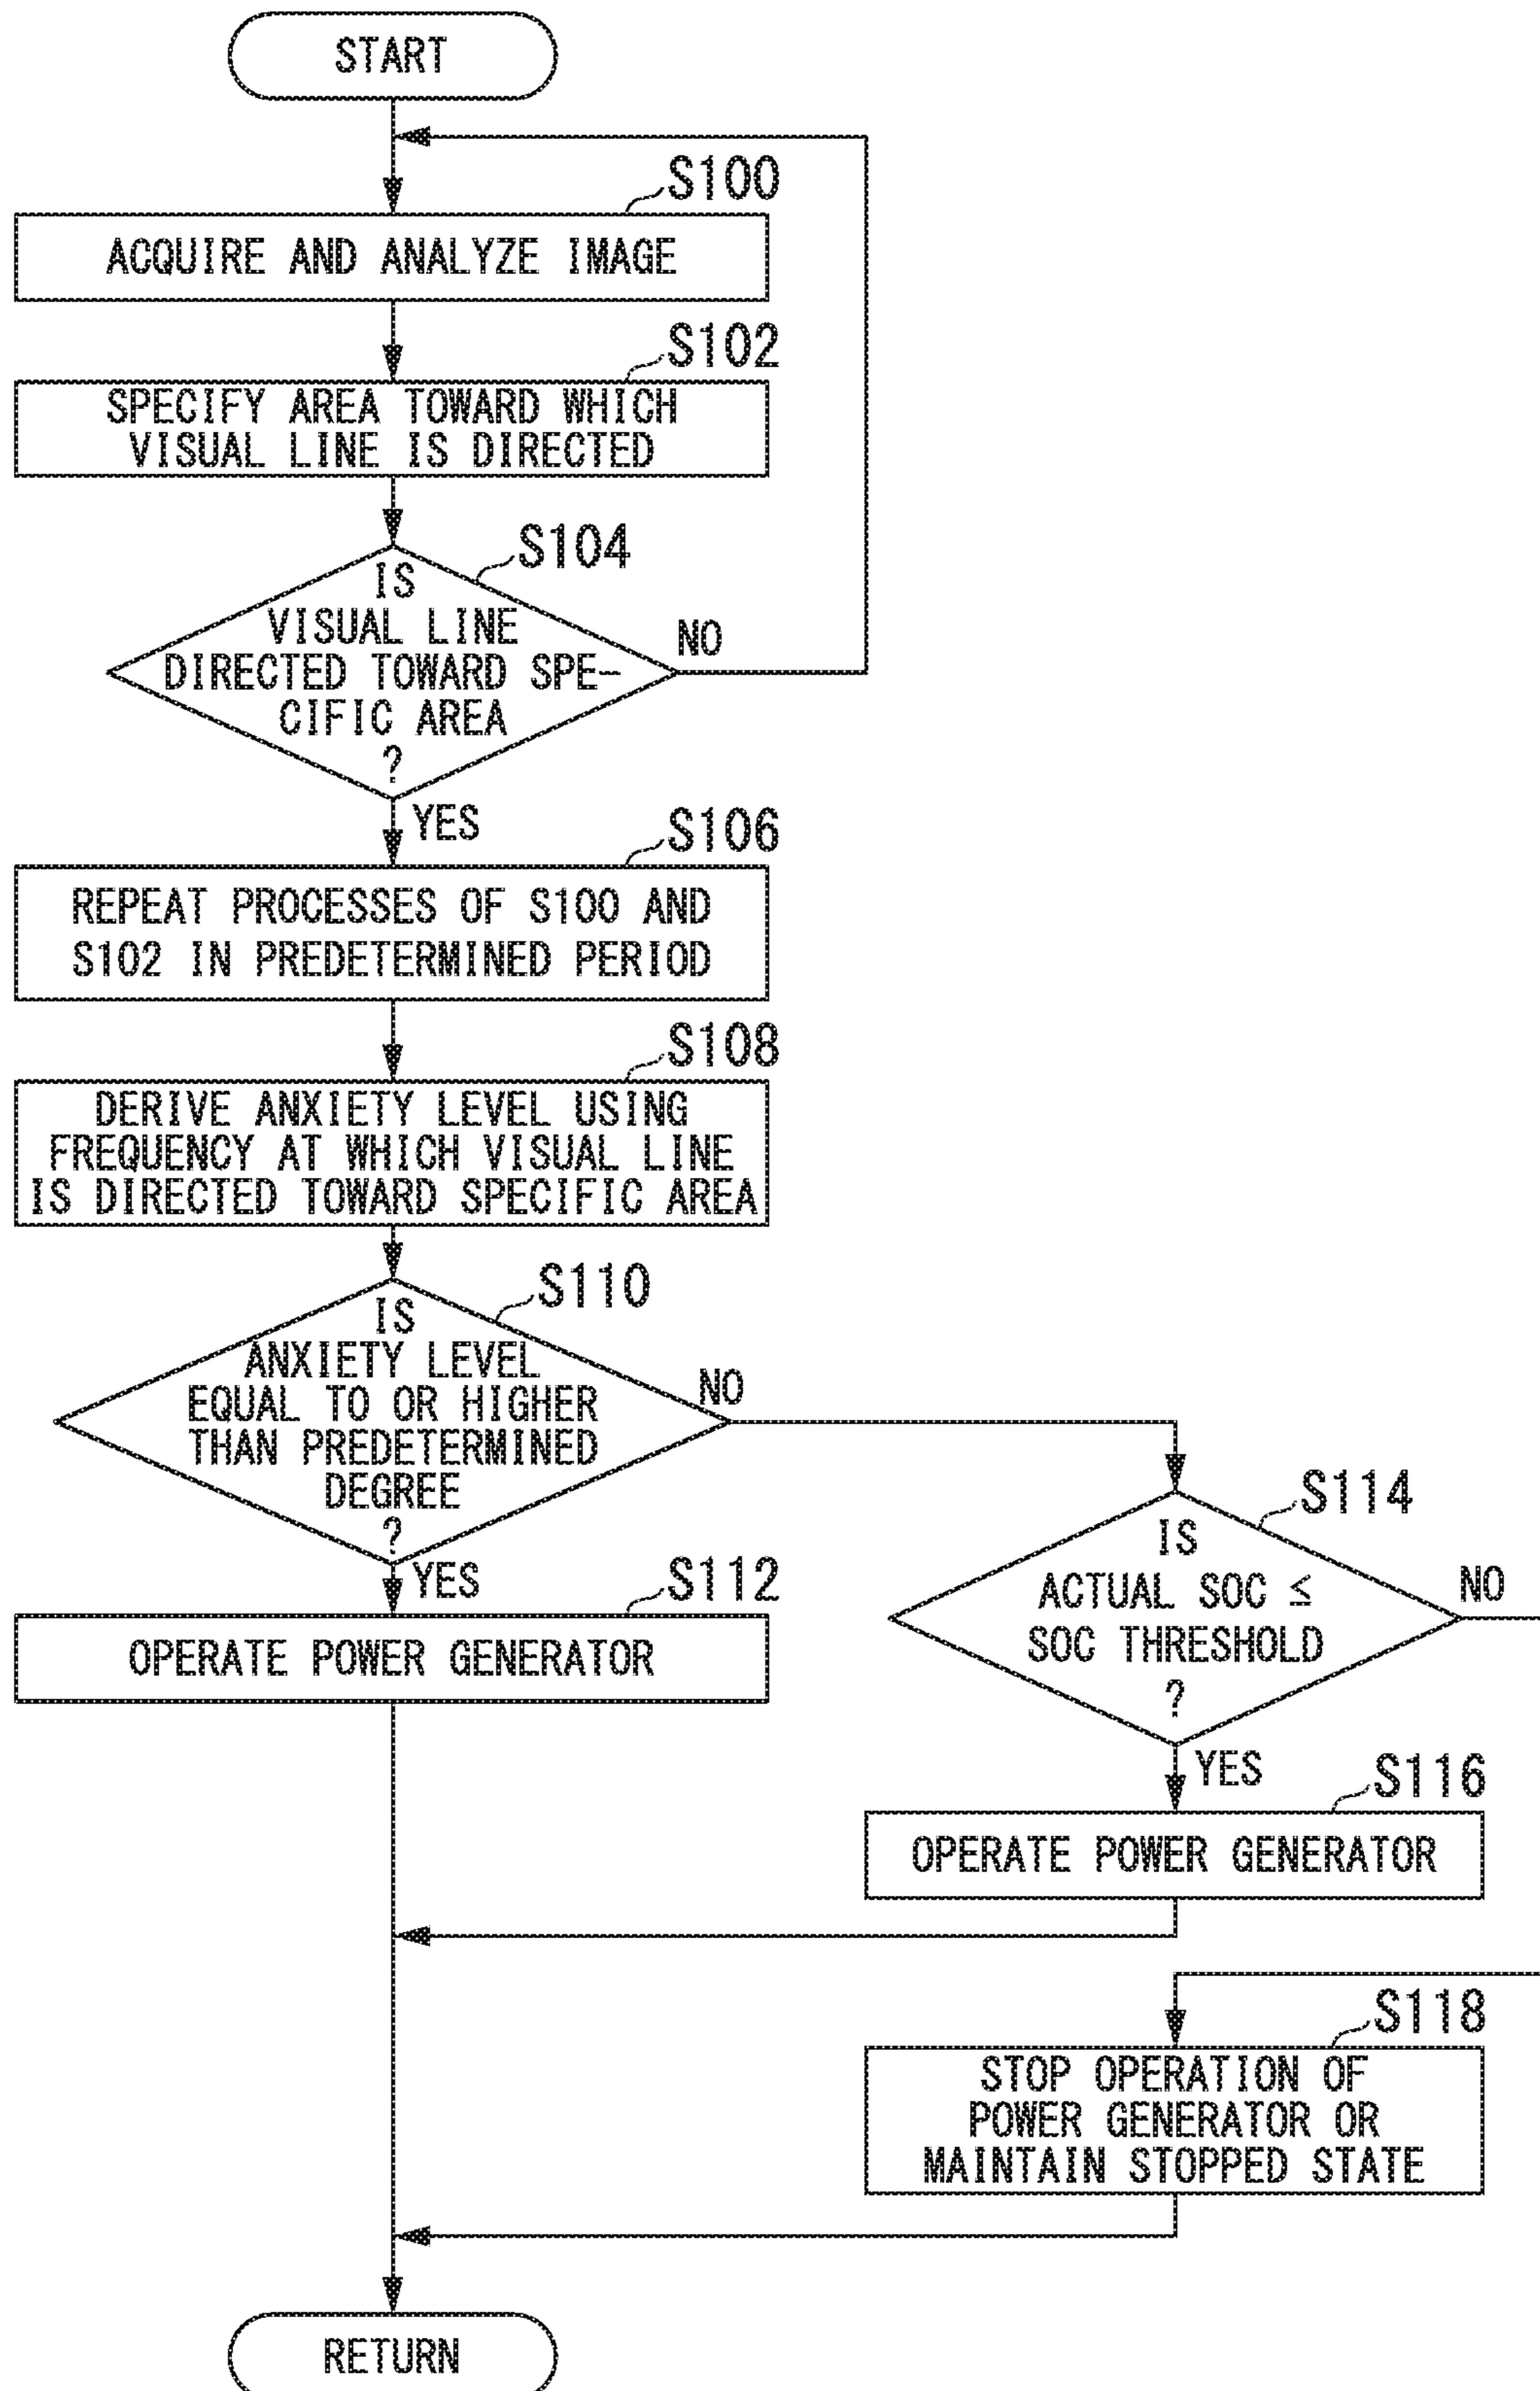 START
S100
ACQUIRE AND ANALYZE IMAGE
S102
SPECIFY AREA TOWARD WHICH
VISUAL LINE IS DIRECTED
S104
IS
VISUAL LINE
DIRECTED TOWARD SPE-
CIFIC AREA
?
NO
YES
S106
REPEAT PROCESSES OF S100 AND
S102 IN PREDETERMINED PERIOD
S108
DERIVE ANXIETY LEVEL USING
FREQUENCY AT WHICH VISUAL LINE
IS DIRECTED TOWARD SPECIFIC AREA
S110
IS
ANXIETY LEVEL
EQUAL TO OR HIGHER
THAN PREDETERMINED
DEGREE
?
NO
YES
S112
OPERATE POWER GENERATOR
S114
IS
ACTUAL SOC ≤
SOC THRESHOLD
?
NO
YES
S116
OPERATE POWER GENERATOR
S118
STOP OPERATION OF
POWER GENERATOR OR
MAINTAIN STOPPED STATE
RETURN